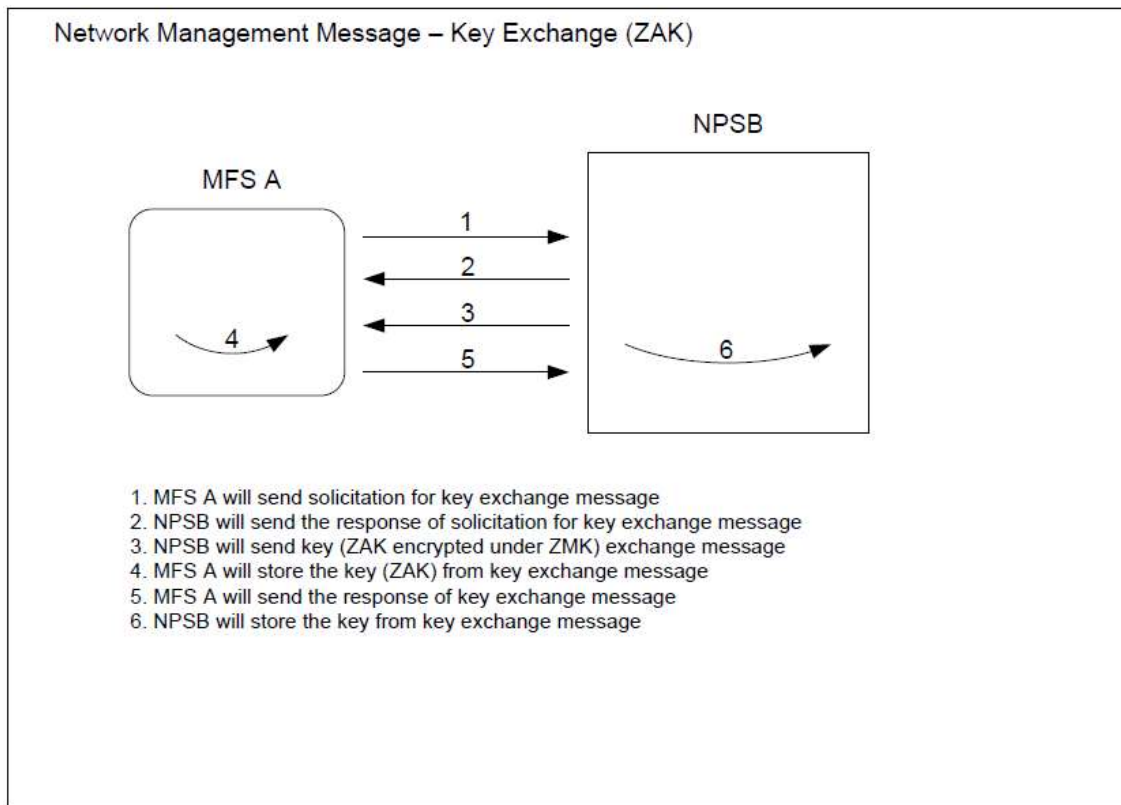 Network Management Message – Key Exchange (ZAK)
NPSB
MFS A
1
2
3
4
5
6
1. MFS A will send solicitation for key exchange message
2. NPSB will send the response of solicitation for key exchange message
3. NPSB will send key (ZAK encrypted under ZMK) exchange message
4. MFS A will store the key (ZAK) from key exchange message
5. MFS A will send the response of key exchange message
6. NPSB will store the key from key exchange message